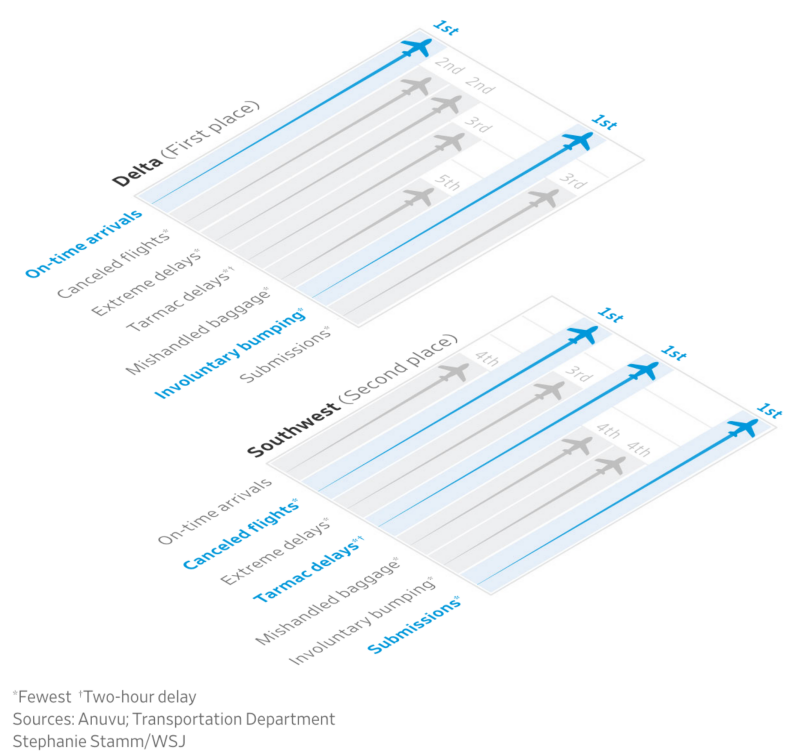 Delta (First place)
1st
2nd
2nd
3rd
5th
1st
3rd
On-time arrivals
Canceled flights*
Extreme delays*
Tarmac delays*†
Mishandled baggage*
Involuntary bumping*
Submissions*
Southwest (Second place)
4th
1st
3rd
1st
4th
4th
1st
On-time arrivals
Canceled flights*
Extreme delays*
Tarmac delays*†
Mishandled baggage*
Involuntary bumping*
Submissions*
*Fewest †Two-hour delay
Sources: Anuvu; Transportation Department
Stephanie Stamm/WSJ